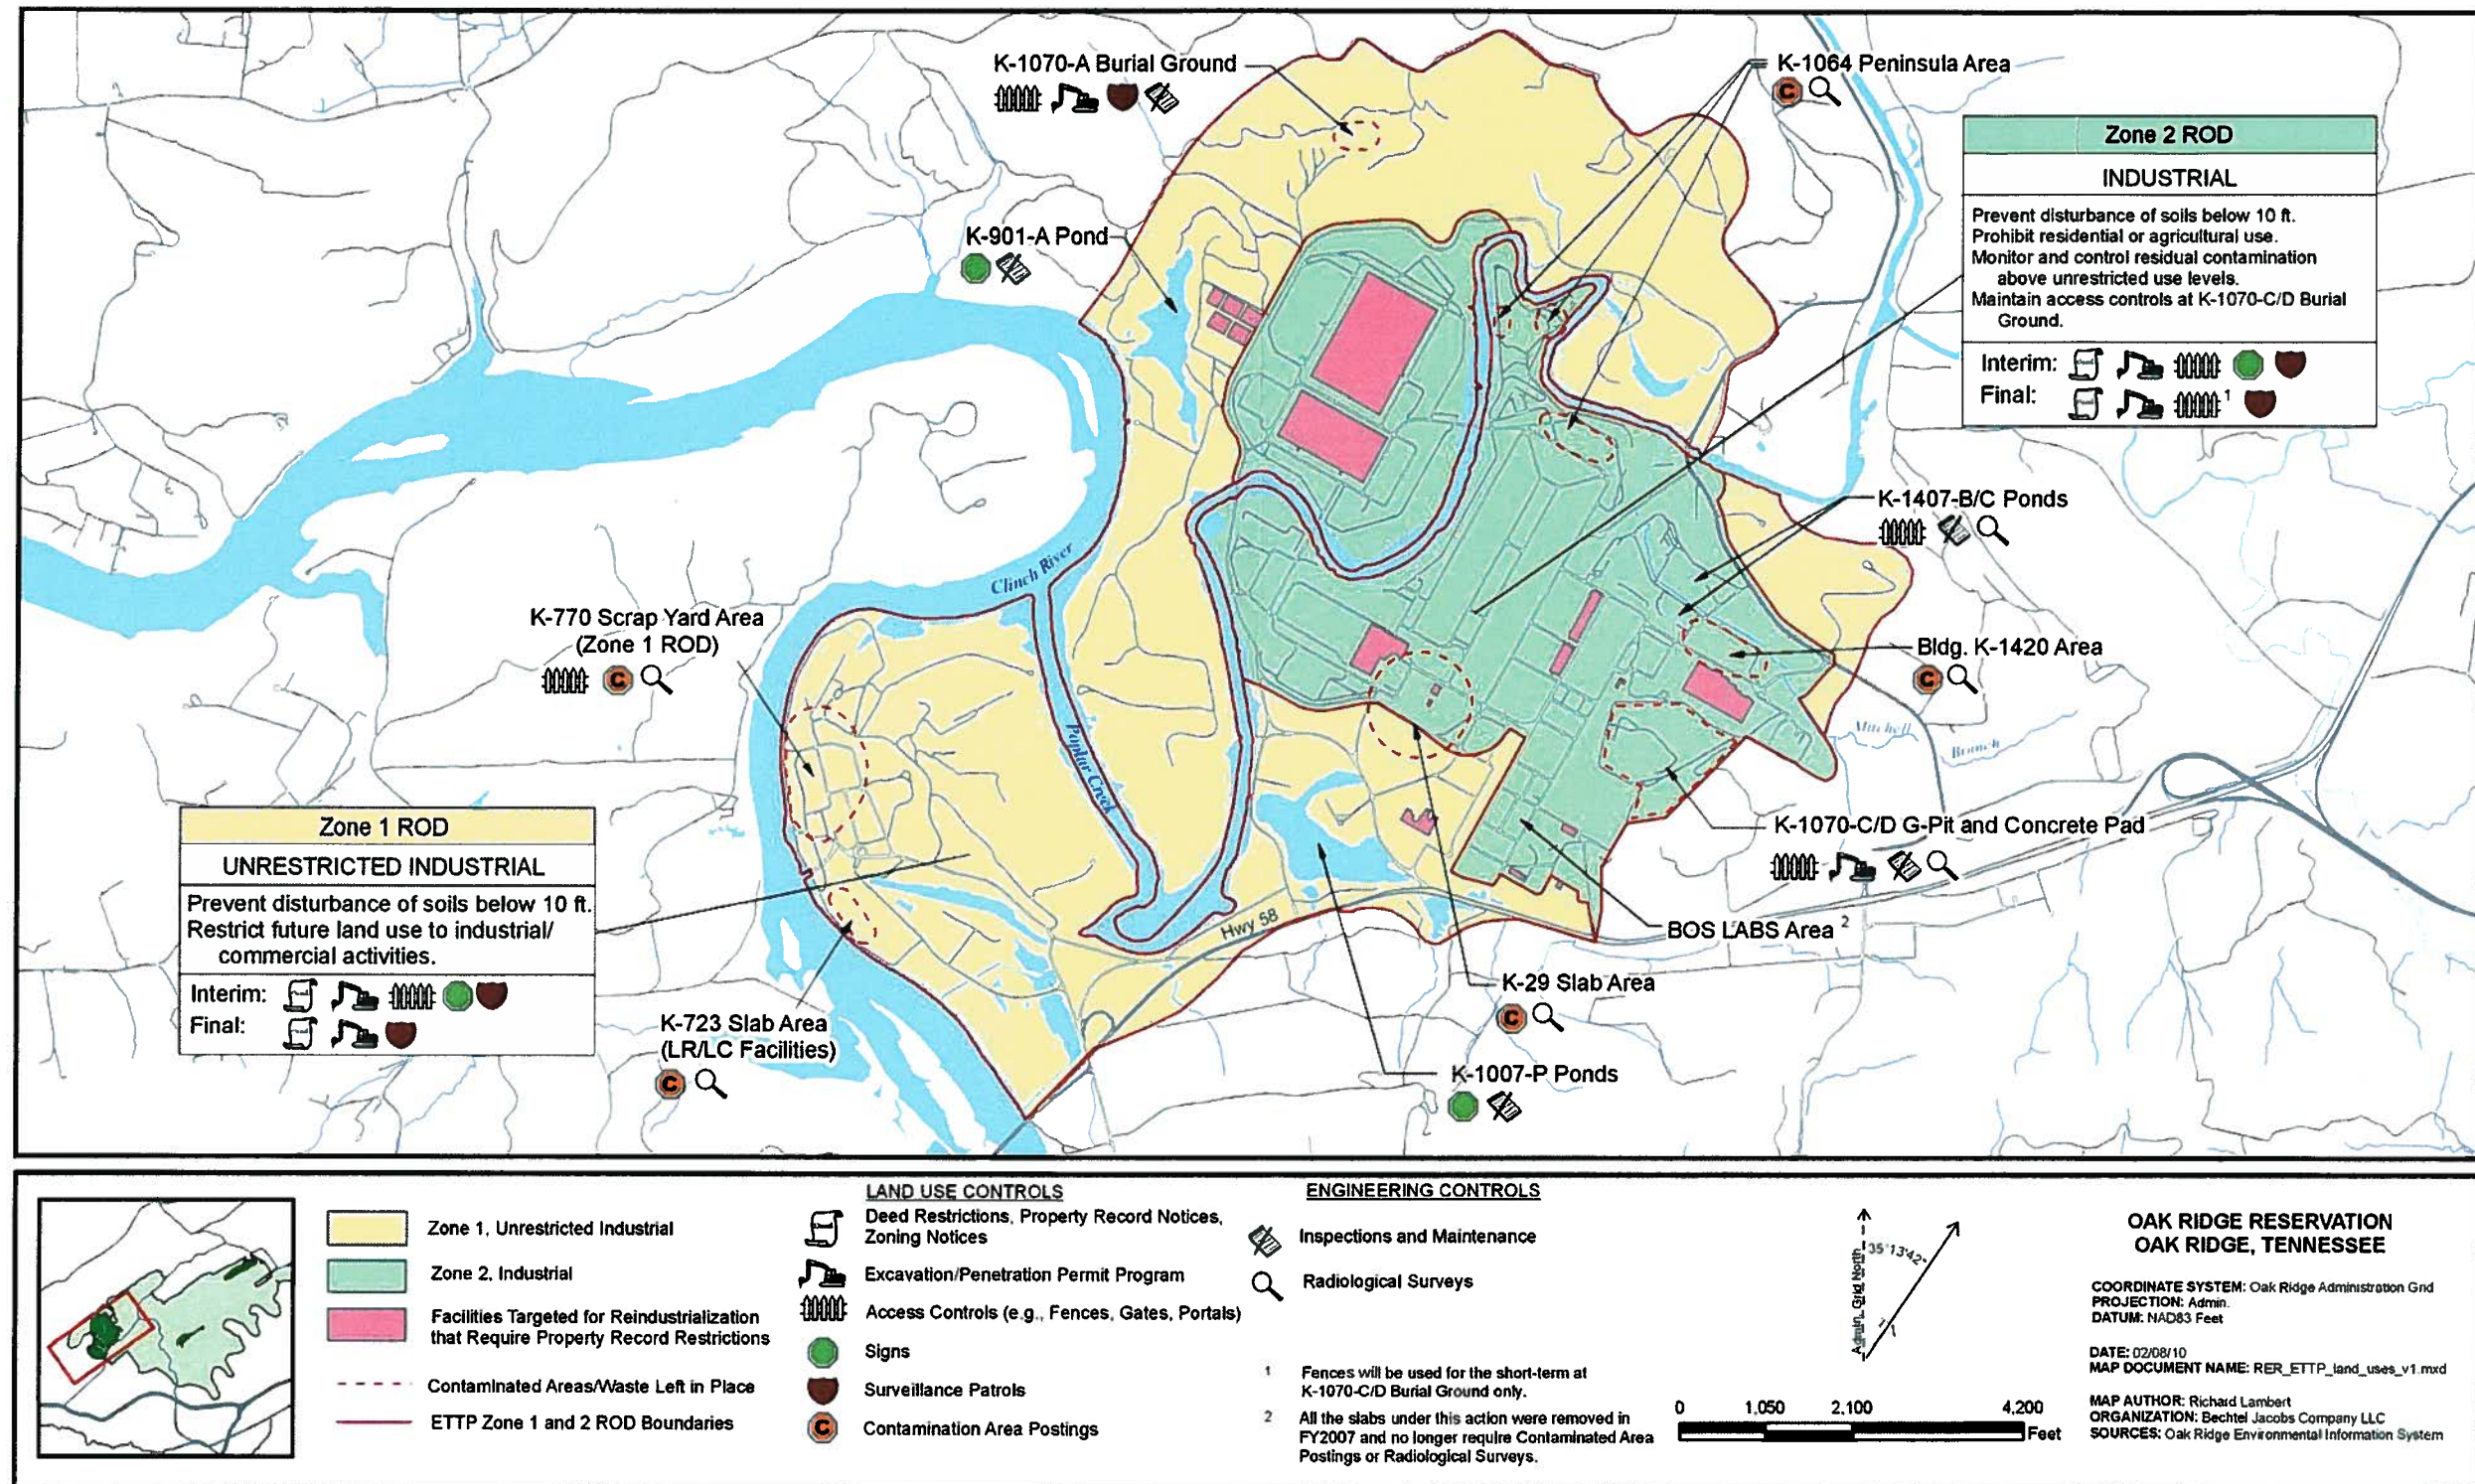 K-1070-A Burial Ground
K-1064 Peninsula Area
C
Zone 2 ROD
INDUSTRIAL
Prevent disturbance of soils below 10 ft.
Prohibit residential or agricultural use.
Monitor and control residual contamination
above unrestricted use levels.
Maintain access controls at K-1070-C/D Burial
Ground.
Interim:
Final:
1
K-901-A Pond
K-1407-B/C Ponds
Clinch River
K-770 Scrap Yard Area
(Zone 1 ROD)
C
Bldg. K-1420 Area
C
Mitchell
Branch
Poplar Creek
Zone 1 ROD
UNRESTRICTED INDUSTRIAL
Prevent disturbance of soils below 10 ft.
Restrict future land use to industrial/
commercial activities.
Interim:
Final:
K-1070-C/D G-Pit and Concrete Pad
Hwy 58
BOS LABS Area 2
K-29 Slab Area
C
K-723 Slab Area
(LR/LC Facilities)
C
K-1007-P Ponds
Zone 1, Unrestricted Industrial
Zone 2, Industrial
Facilities Targeted for Reindustrialization
that Require Property Record Restrictions
Contaminated Areas/Waste Left in Place
ETTP Zone 1 and 2 ROD Boundaries
LAND USE CONTROLS
Deed Restrictions, Property Record Notices,
Zoning Notices
Excavation/Penetration Permit Program
Access Controls (e.g., Fences, Gates, Portals)
Signs
Surveillance Patrols
C
Contamination Area Postings
ENGINEERING CONTROLS
Inspections and Maintenance
Radiological Surveys
1 Fences will be used for the short-term at
K-1070-C/D Burial Ground only.
2 All the slabs under this action were removed in
FY2007 and no longer require Contaminated Area
Postings or Radiological Surveys.
Admin. Grid North
35°13'42"
0 1,050 2,100 4,200
Feet
OAK RIDGE RESERVATION
OAK RIDGE, TENNESSEE
COORDINATE SYSTEM: Oak Ridge Administration Grid
PROJECTION: Admin.
DATUM: NAD83 Feet
DATE: 02/08/10
MAP DOCUMENT NAME: RER_ETTP_land_uses_v1.mxd
MAP AUTHOR: Richard Lambert
ORGANIZATION: Bechtel Jacobs Company LLC
SOURCES: Oak Ridge Environmental Information System